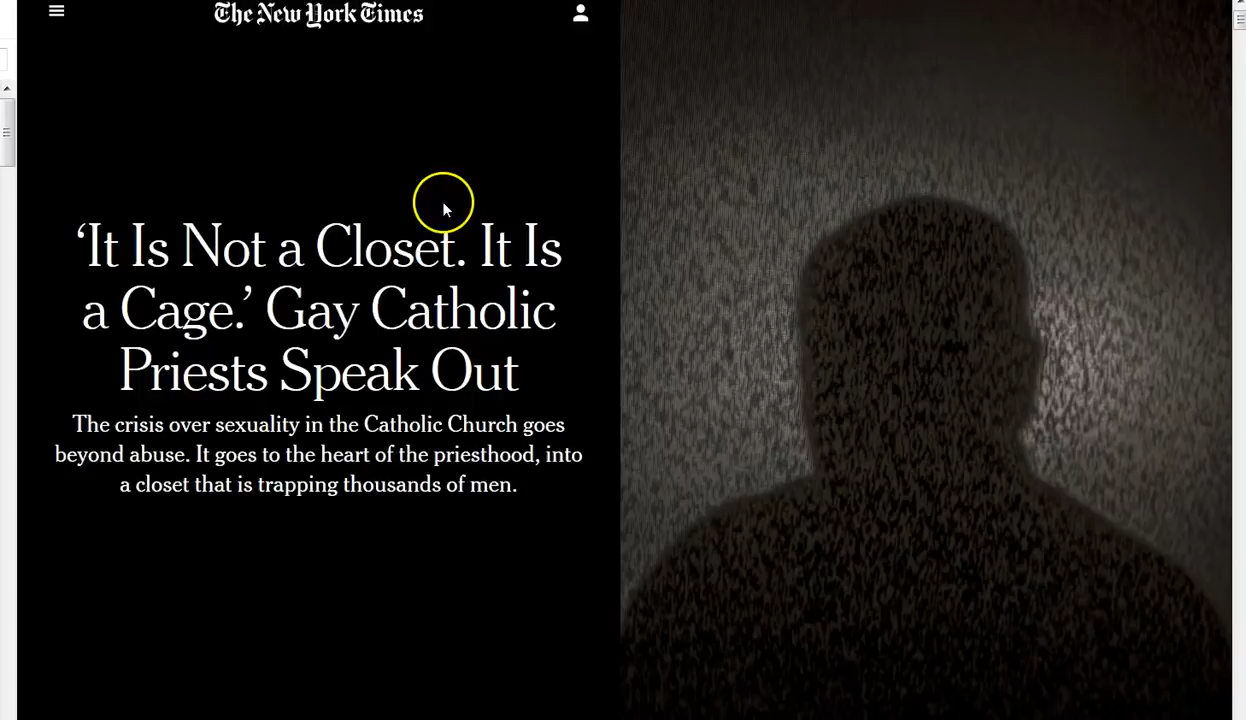 The New York Times
‘It Is Not a Closet. It Is
a Cage.’ Gay Catholic
Priests Speak Out
The crisis over sexuality in the Catholic Church goes
beyond abuse. It goes to the heart of the priesthood, into
a closet that is trapping thousands of men.